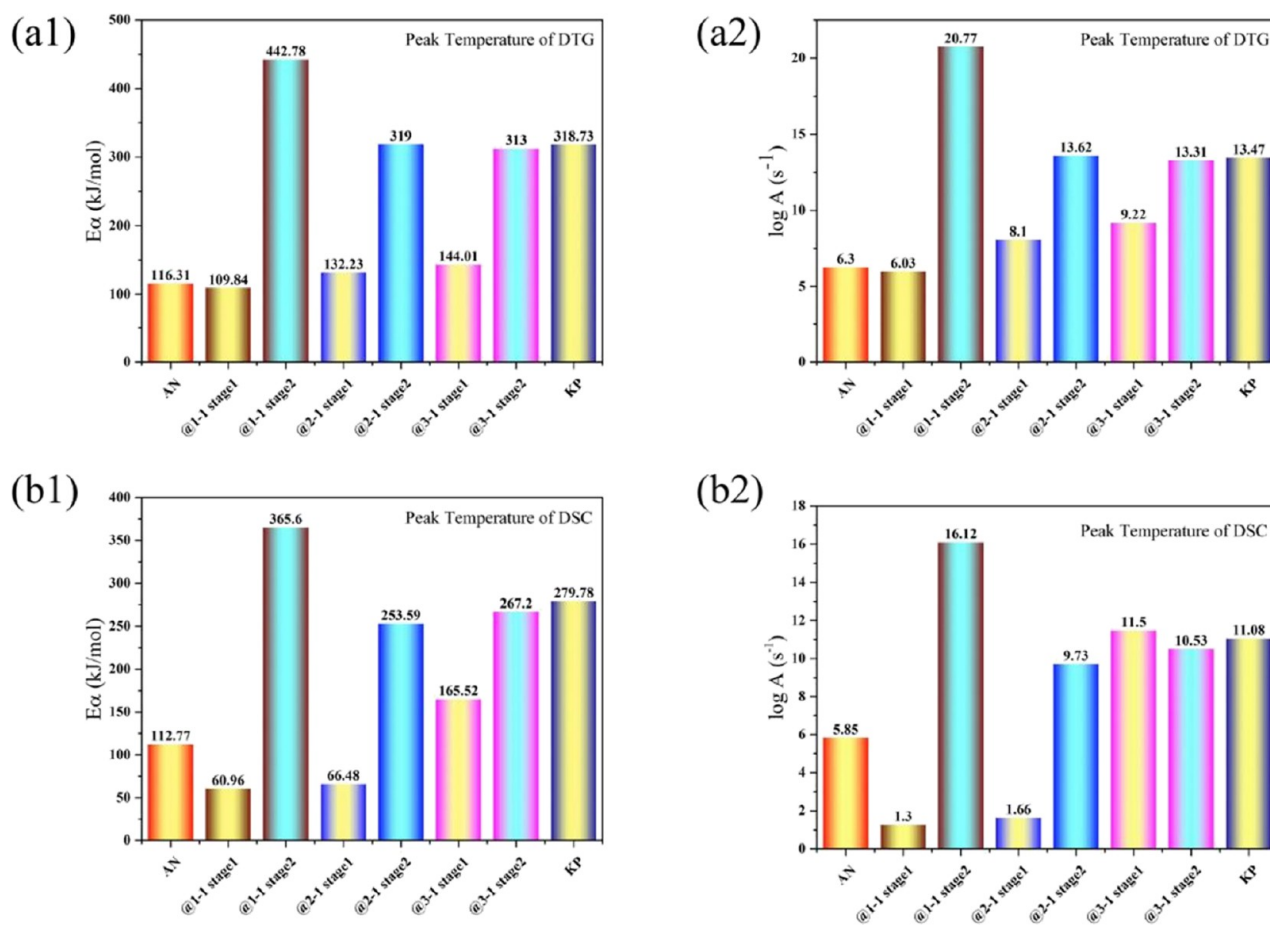 (a1)
Peak Temperature of DTG
Eα (kJ/mol)
500
400
300
200
100
0
116.31
109.84
442.78
132.23
319
144.01
313
318.73
AN
@1-1 stage1
@1-1 stage2
@2-1 stage1
@2-1 stage2
@3-1 stage1
@3-1 stage2
KP
(a2)
Peak Temperature of DTG
log A (s⁻¹)
20
15
10
5
0
6.3
6.03
20.77
8.1
13.62
9.22
13.31
13.47
AN
@1-1 stage1
@1-1 stage2
@2-1 stage1
@2-1 stage2
@3-1 stage1
@3-1 stage2
KP
(b1)
Peak Temperature of DSC
Eα (kJ/mol)
400
350
300
250
200
150
100
50
0
112.77
60.96
365.6
66.48
253.59
165.52
267.2
279.78
AN
@1-1 stage1
@1-1 stage2
@2-1 stage1
@2-1 stage2
@3-1 stage1
@3-1 stage2
KP
(b2)
Peak Temperature of DSC
log A (s⁻¹)
18
16
14
12
10
8
6
4
2
0
5.85
1.3
16.12
1.66
9.73
11.5
10.53
11.08
AN
@1-1 stage1
@1-1 stage2
@2-1 stage1
@2-1 stage2
@3-1 stage1
@3-1 stage2
KP